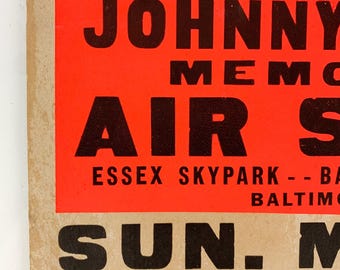 JOHNNY
MEMO
AIR S
ESSEX SKYPARK -- BA
BALTIMO
SUN. M